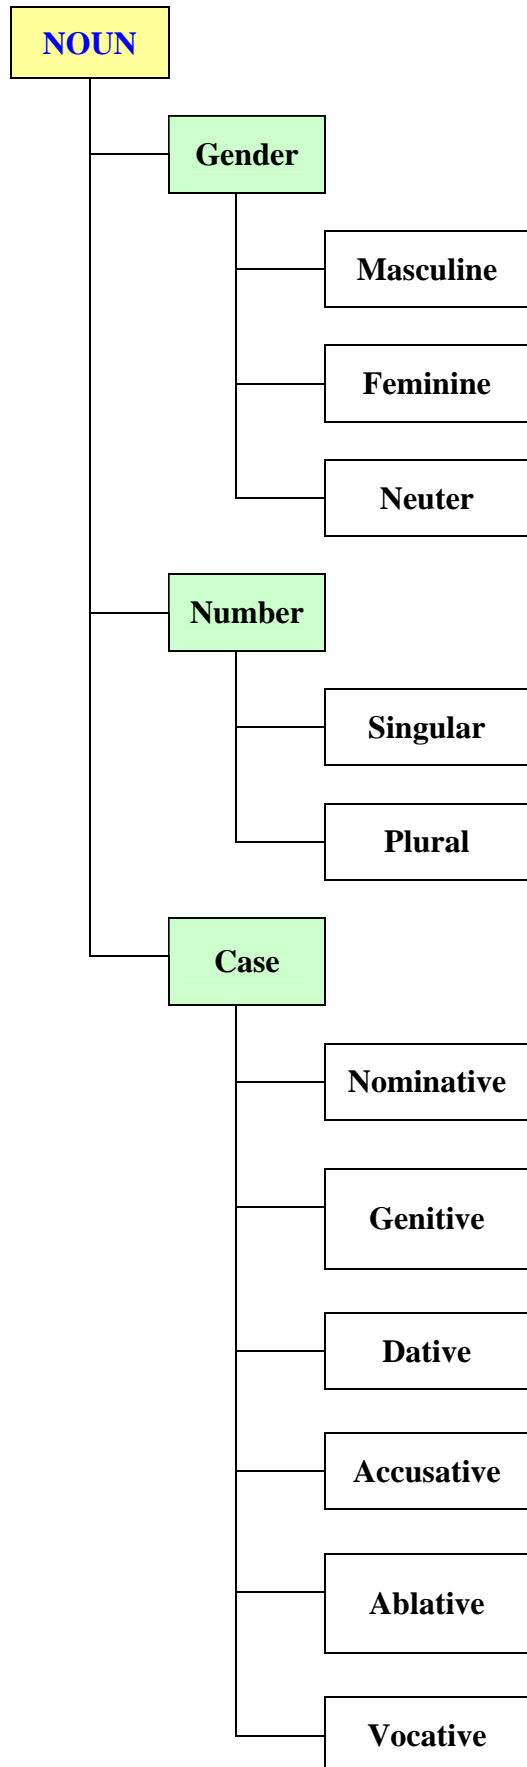 NOUN
Gender
Masculine
Feminine
Neuter
Number
Singular
Plural
Case
Nominative
Genitive
Dative
Accusative
Ablative
Vocative